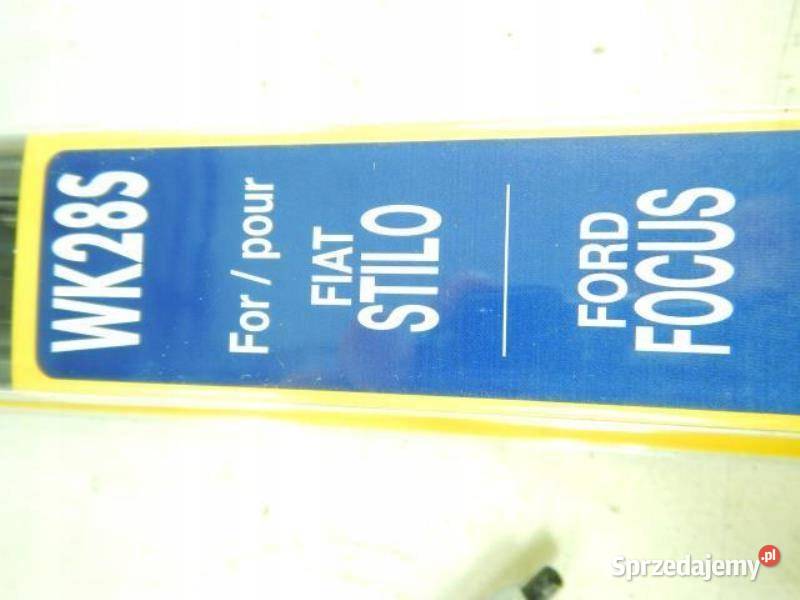 WK28S
For / pour
FIAT
STILO
FORD
FOCUS
Sprzedajemy.pl